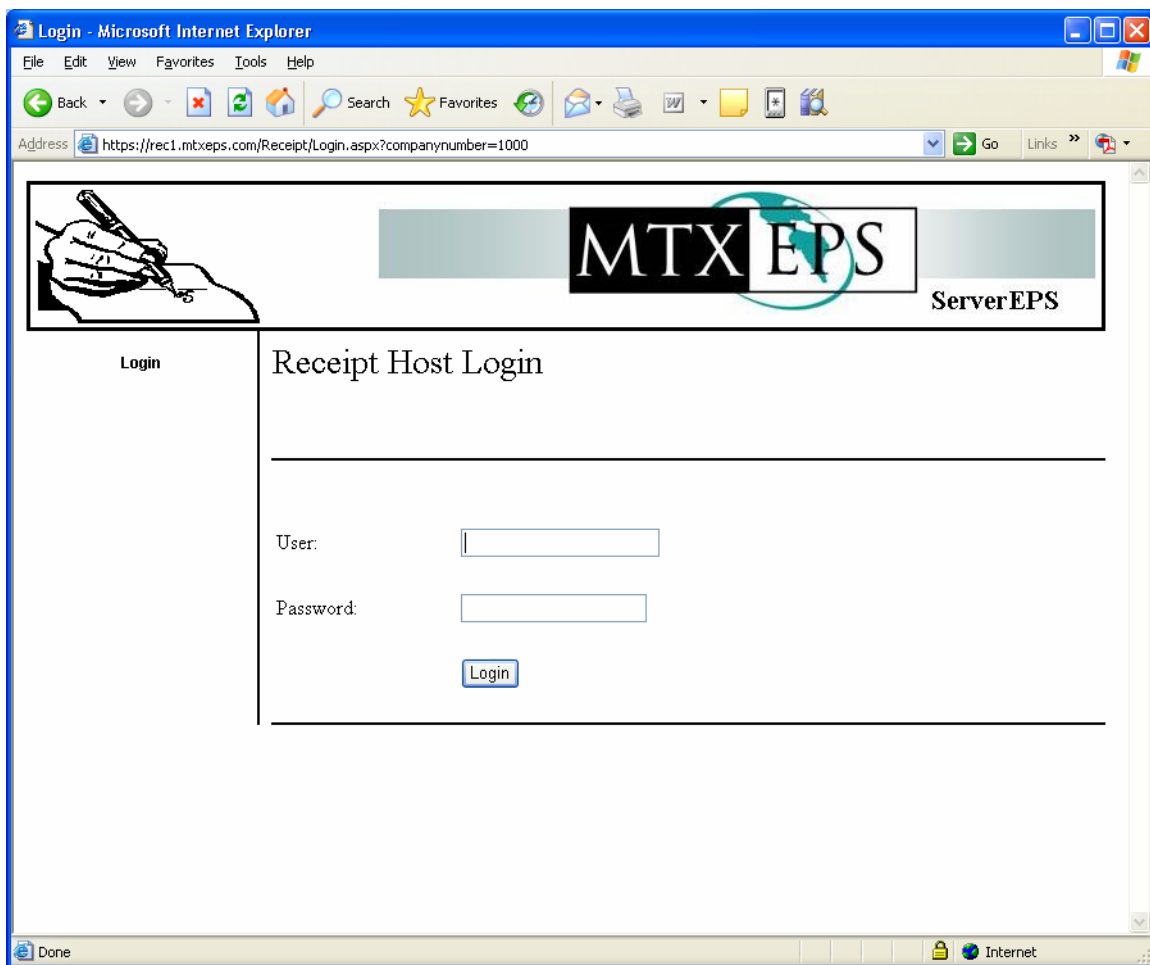 Login - Microsoft Internet Explorer
File Edit View Favorites Tools Help
Back Search Favorites
Address https://rec1.mtxeps.com/Receipt/Login.aspx?companynumber=1000 Go Links »
MTX EPS
ServerEPS
Login
Receipt Host Login
User:
Password:
Login
Done Internet